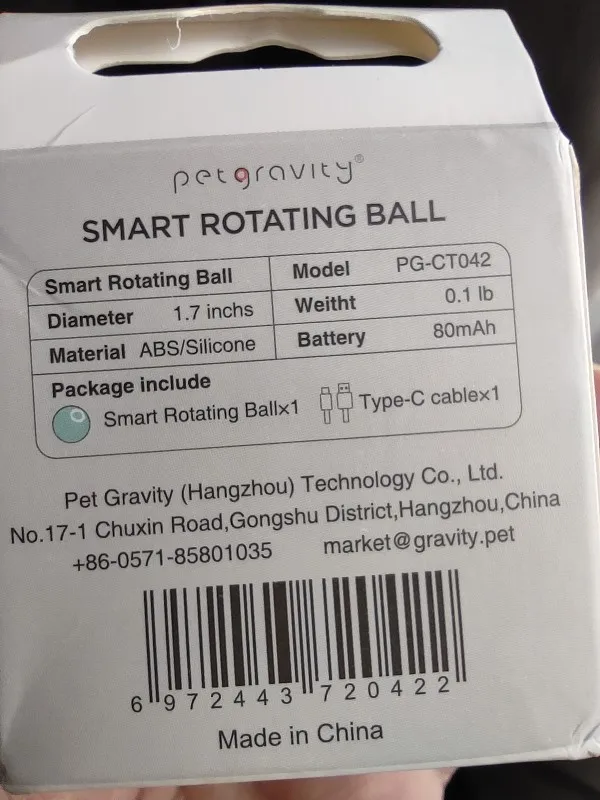 petgravity®
SMART ROTATING BALL
Smart Rotating Ball
Model PG-CT042
Diameter 1.7 inchs
Weitht 0.1 lb
Material ABS/Silicone
Battery 80mAh
Package include
Smart Rotating Ball×1
Type-C cable×1
Pet Gravity (Hangzhou) Technology Co., Ltd.
No.17-1 Chuxin Road,Gongshu District,Hangzhou,China
+86-0571-85801035 market@gravity.pet
6 972443 720422
Made in China